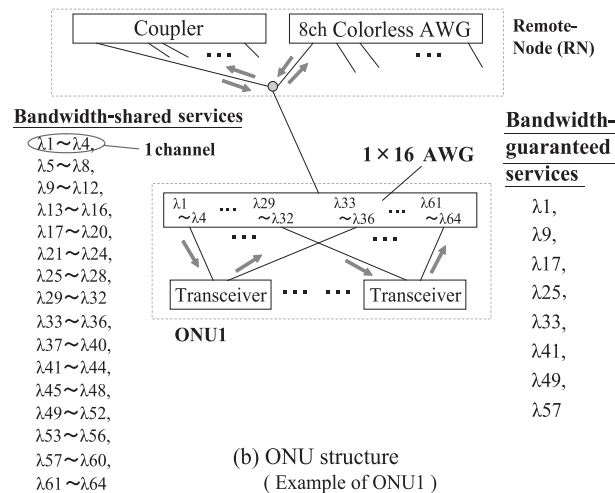 Coupler
8ch Colorless AWG
Remote-
Node (RN)
Bandwidth-shared services
λ1～λ4,
1channel
λ5～λ8,
λ9～λ12,
λ13～λ16,
λ17～λ20,
λ21～λ24,
λ25～λ28,
λ29～λ32
λ33～λ36,
λ37～λ40,
λ41～λ44,
λ45～λ48,
λ49～λ52,
λ53～λ56,
λ57～λ60,
λ61～λ64
1×16 AWG
λ1 ... λ29 λ33 ... λ61
～λ4 ～λ32 ～λ36 ～λ64
Transceiver
Transceiver
ONU1
Bandwidth-
guaranteed
services
λ1,
λ9,
λ17,
λ25,
λ33,
λ41,
λ49,
λ57
(b) ONU structure
( Example of ONU1 )